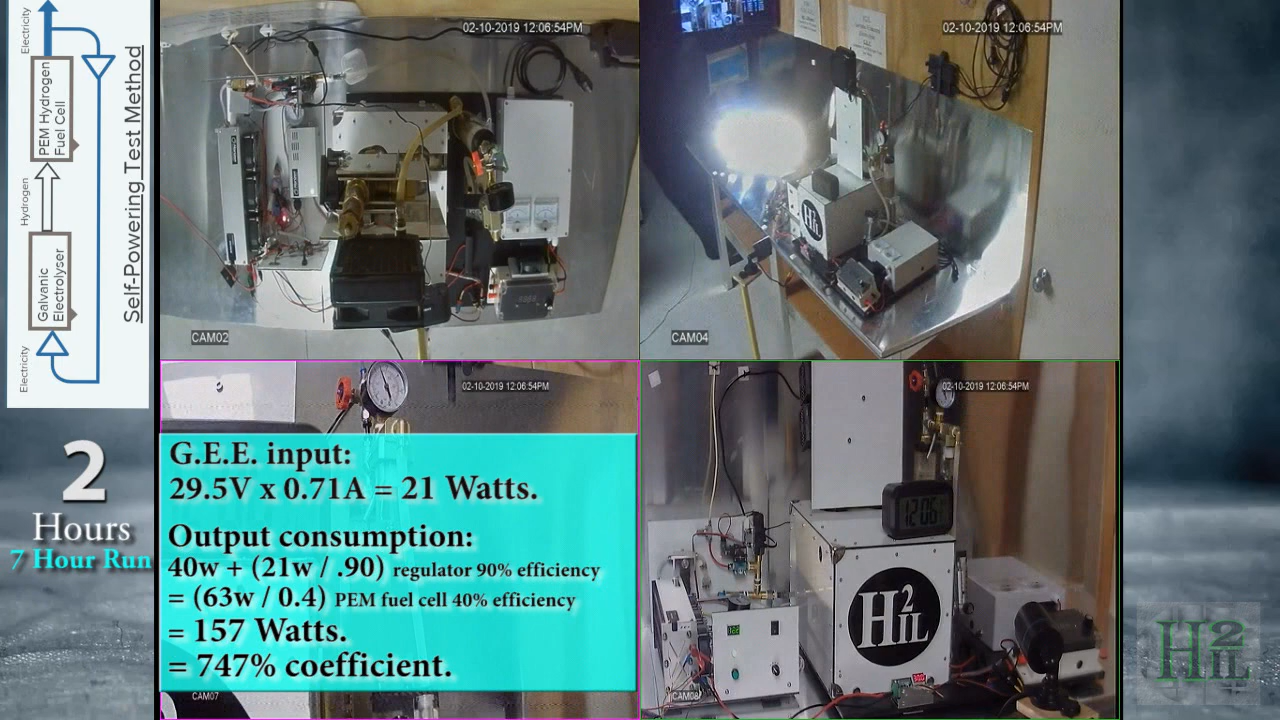 Electricity
PEM Hydrogen
Fuel Cell
Hydrogen
Galvanic
Electrolyser
Electricity
Self-Powering Test Method
2
Hours
7 Hour Run
02-10-2019 12:06:54PM
CAM02
02-10-2019 12:06:54PM
H2IL
CAM04
02-10-2019 12:06:54PM
G.E.E. input:
29.5V x 0.71A = 21 Watts.
Output consumption:
40w + (21w / .90) regulator 90% efficiency
= (63w / 0.4) PEM fuel cell 40% efficiency
= 157 Watts.
= 747% coefficient.
CAM07
02-10-2019 12:06:54PM
12:06
H2IL
CAM08
H2IL